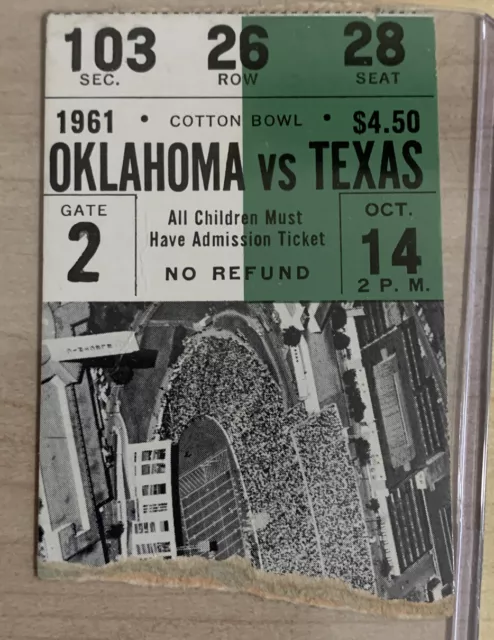 103 26 28
SEC. ROW SEAT
1961 • COTTON BOWL • $4.50
OKLAHOMA VS TEXAS
GATE
2
All Children Must
Have Admission Ticket
NO REFUND
OCT.
14
2 P. M.